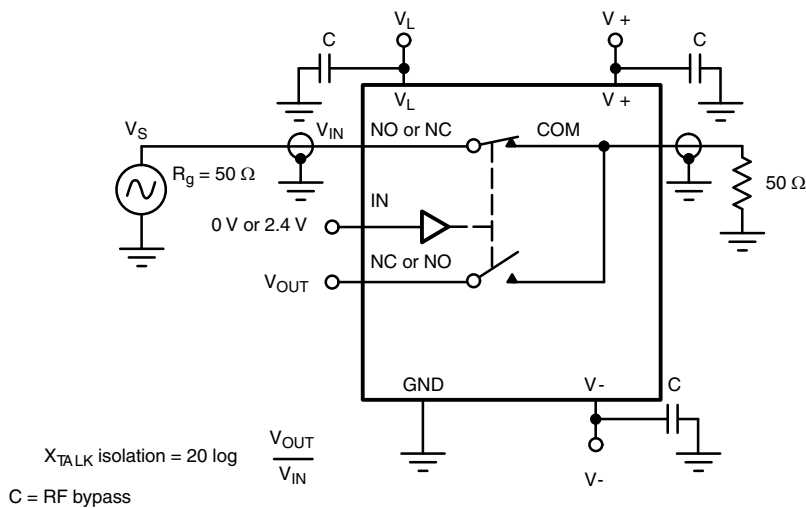 V_L V +
C C
V_L V +
V_S V_IN NO or NC COM
R_g = 50 Ω 50 Ω
IN
0 V or 2.4 V
NC or NO
V_OUT
GND V- C
X_TALK isolation = 20 log V_OUT / V_IN
V-
C = RF bypass